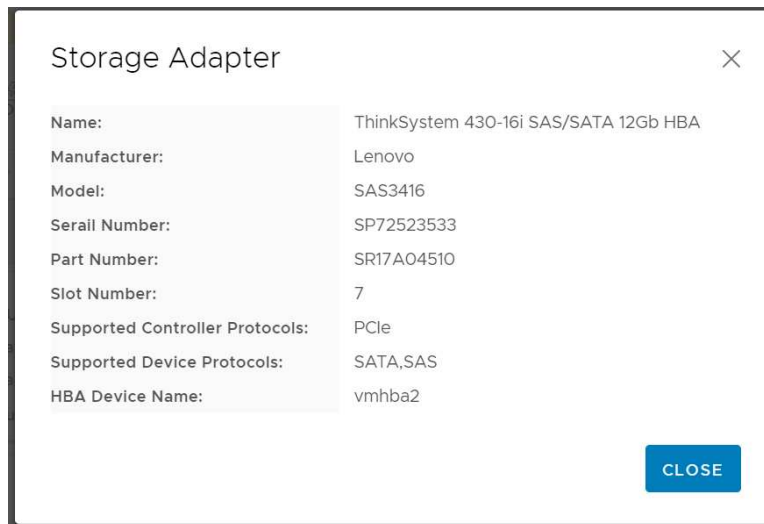 Storage Adapter
Name: ThinkSystem 430-16i SAS/SATA 12Gb HBA
Manufacturer: Lenovo
Model: SAS3416
Serail Number: SP72523533
Part Number: SR17A04510
Slot Number: 7
Supported Controller Protocols: PCIe
Supported Device Protocols: SATA,SAS
HBA Device Name: vmhba2
CLOSE